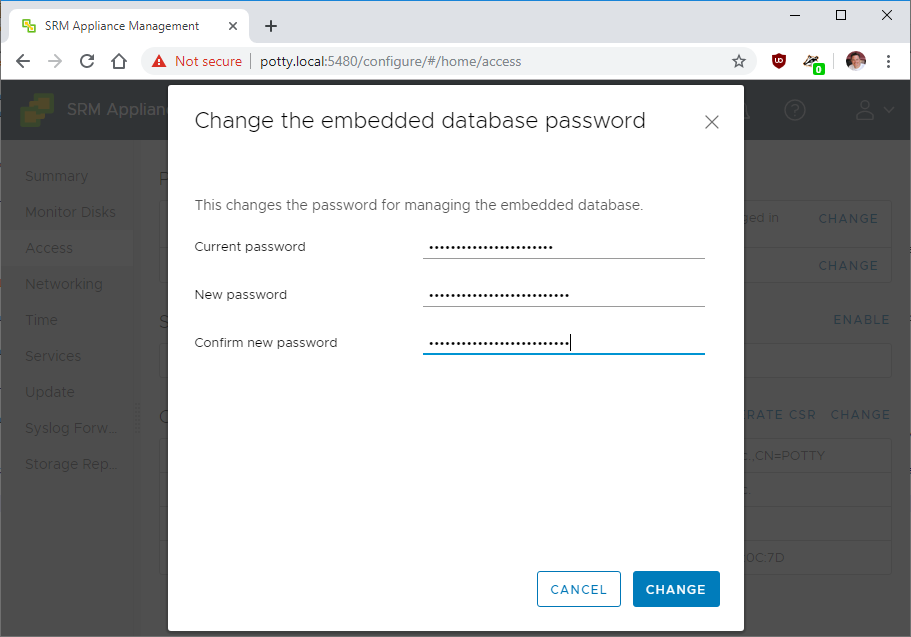 SRM Appliance Management
Not secure potty.local:5480/configure/#/home/access
UD
0
SRM Applian
Change the embedded database password
This changes the password for managing the embedded database.
Current password •••••••••••••••••••••••
New password ••••••••••••••••••••••••••
Confirm new password ••••••••••••••••••••••••••
CANCEL CHANGE
Summary
Monitor Disks
Access
Networking
Time
Services
Update
Syslog Forw...
Storage Rep...
ged in CHANGE
CHANGE
ENABLE
RATE CSR CHANGE
,CN=POTTY
0C:7D